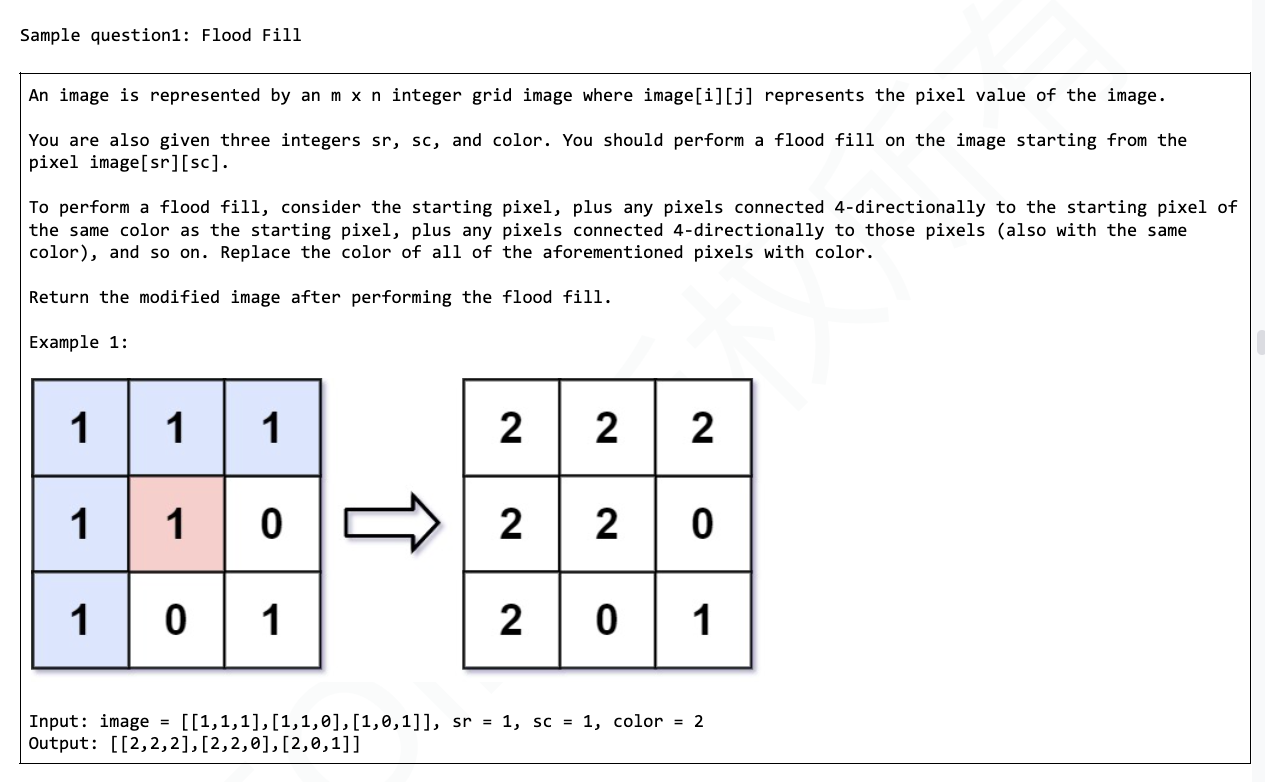 Sample question1: Flood Fill
An image is represented by an m x n integer grid image where image[i][j] represents the pixel value of the image.
You are also given three integers sr, sc, and color. You should perform a flood fill on the image starting from the
pixel image[sr][sc].
To perform a flood fill, consider the starting pixel, plus any pixels connected 4-directionally to the starting pixel of
the same color as the starting pixel, plus any pixels connected 4-directionally to those pixels (also with the same
color), and so on. Replace the color of all of the aforementioned pixels with color.
Return the modified image after performing the flood fill.
Example 1:
1 1 1 2 2 2
1 1 0 2 2 0
1 0 1 2 0 1
Input: image = [[1,1,1],[1,1,0],[1,0,1]], sr = 1, sc = 1, color = 2
Output: [[2,2,2],[2,2,0],[2,0,1]]